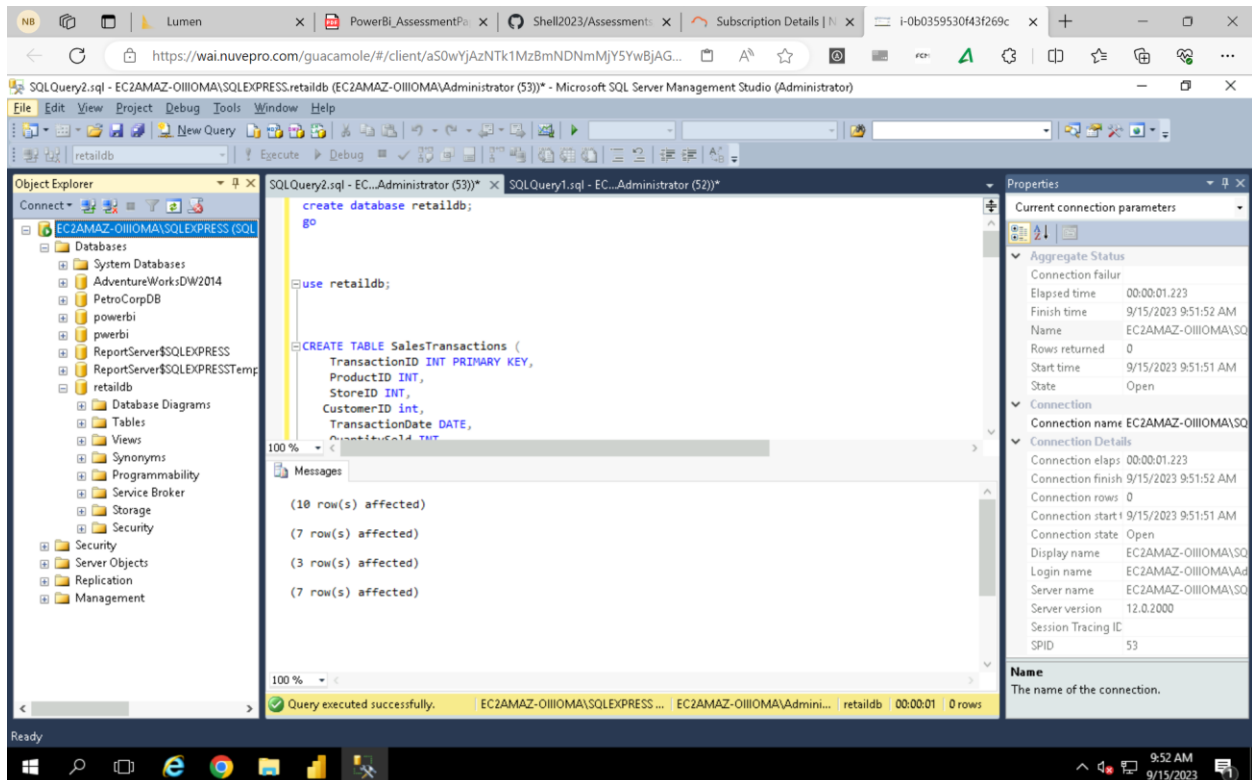 NB
Lumen
PowerBi_AssessmentPa
Shell2023/Assessments
Subscription Details | N
i-0b0359530f43f269c
https://wai.nuvepro.com/guacamole/#/client/aS0wYjAzNTk1MzBmNDNmMjY5YwBjAG...
SQLQuery2.sql - EC2AMAZ-OIIIOMA\SQLEXPRESS.retaildb (EC2AMAZ-OIIIOMA\Administrator (53))* - Microsoft SQL Server Management Studio (Administrator)
File Edit View Project Debug Tools Window Help
New Query
retaildb
Execute Debug
Object Explorer
Connect
EC2AMAZ-OIIIOMA\SQLEXPRESS (SQL
Databases
System Databases
AdventureWorksDW2014
PetroCorpDB
powerbi
pwerbi
ReportServer$SQLEXPRESS
ReportServer$SQLEXPRESSTemp
retaildb
Database Diagrams
Tables
Views
Synonyms
Programmability
Service Broker
Storage
Security
Security
Server Objects
Replication
Management
SQLQuery2.sql - EC...Administrator (53))*
SQLQuery1.sql - EC...Administrator (52))*
create database retaildb;
go
use retaildb;
CREATE TABLE SalesTransactions (
TransactionID INT PRIMARY KEY,
ProductID INT,
StoreID INT,
CustomerID int,
TransactionDate DATE,
QuantitySold INT
100 %
Messages
(10 row(s) affected)
(7 row(s) affected)
(3 row(s) affected)
(7 row(s) affected)
100 %
Query executed successfully.
EC2AMAZ-OIIIOMA\SQLEXPRESS ...
EC2AMAZ-OIIIOMA\Admini...
retaildb
00:00:01
0 rows
Properties
Current connection parameters
Aggregate Status
Connection failur
Elapsed time 00:00:01.223
Finish time 9/15/2023 9:51:52 AM
Name EC2AMAZ-OIIIOMA\SQ
Rows returned 0
Start time 9/15/2023 9:51:51 AM
State Open
Connection
Connection name EC2AMAZ-OIIIOMA\SQ
Connection Details
Connection elaps 00:00:01.223
Connection finish 9/15/2023 9:51:52 AM
Connection rows 0
Connection start t 9/15/2023 9:51:51 AM
Connection state Open
Display name EC2AMAZ-OIIIOMA\SQ
Login name EC2AMAZ-OIIIOMA\Ad
Server name EC2AMAZ-OIIIOMA\SQ
Server version 12.0.2000
Session Tracing ID
SPID 53
Name
The name of the connection.
Ready
9:52 AM
9/15/2023